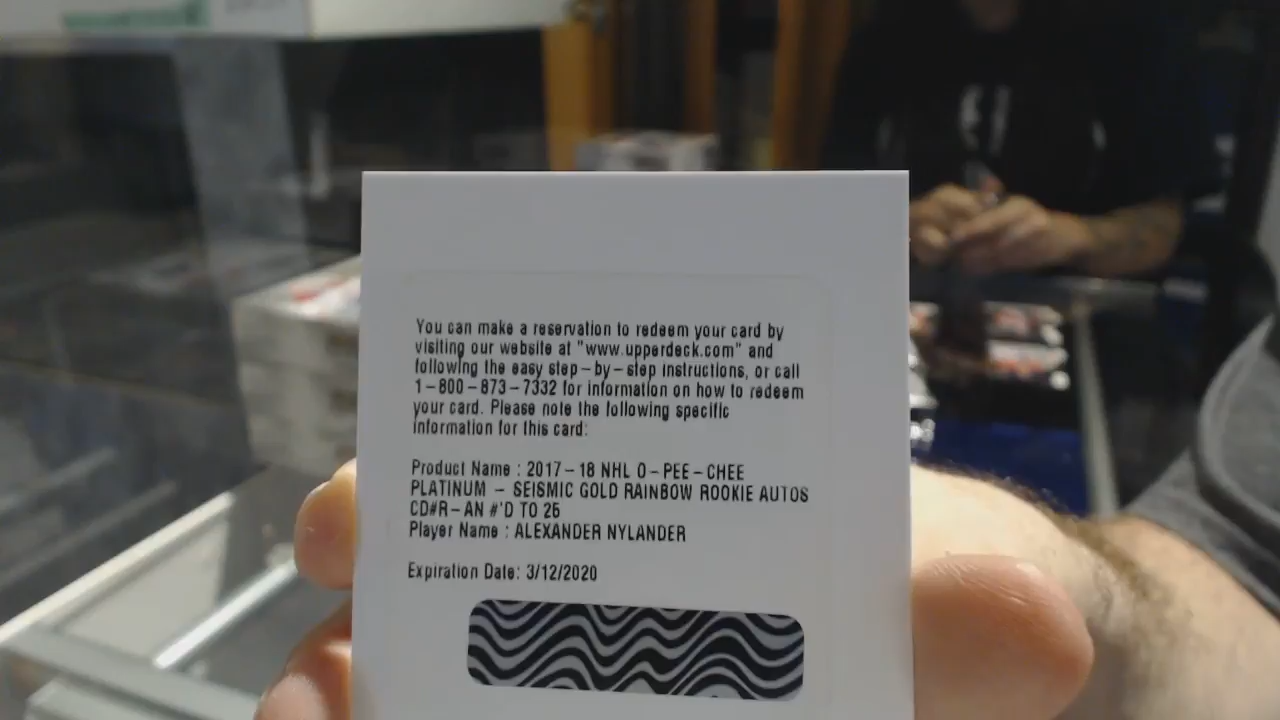 You can make a reservation to redeem your card by
visiting our website at "www.upperdeck.com" and
following the easy step-by-step instructions, or call
1-800-873-7332 for information on how to redeem
your card. Please note the following specific
information for this card:
Product Name : 2017-18 NHL O-PEE-CHEE
PLATINUM - SEISMIC GOLD RAINBOW ROOKIE AUTOS
CD#R-AN #'D TO 25
Player Name : ALEXANDER NYLANDER
Expiration Date: 3/12/2020